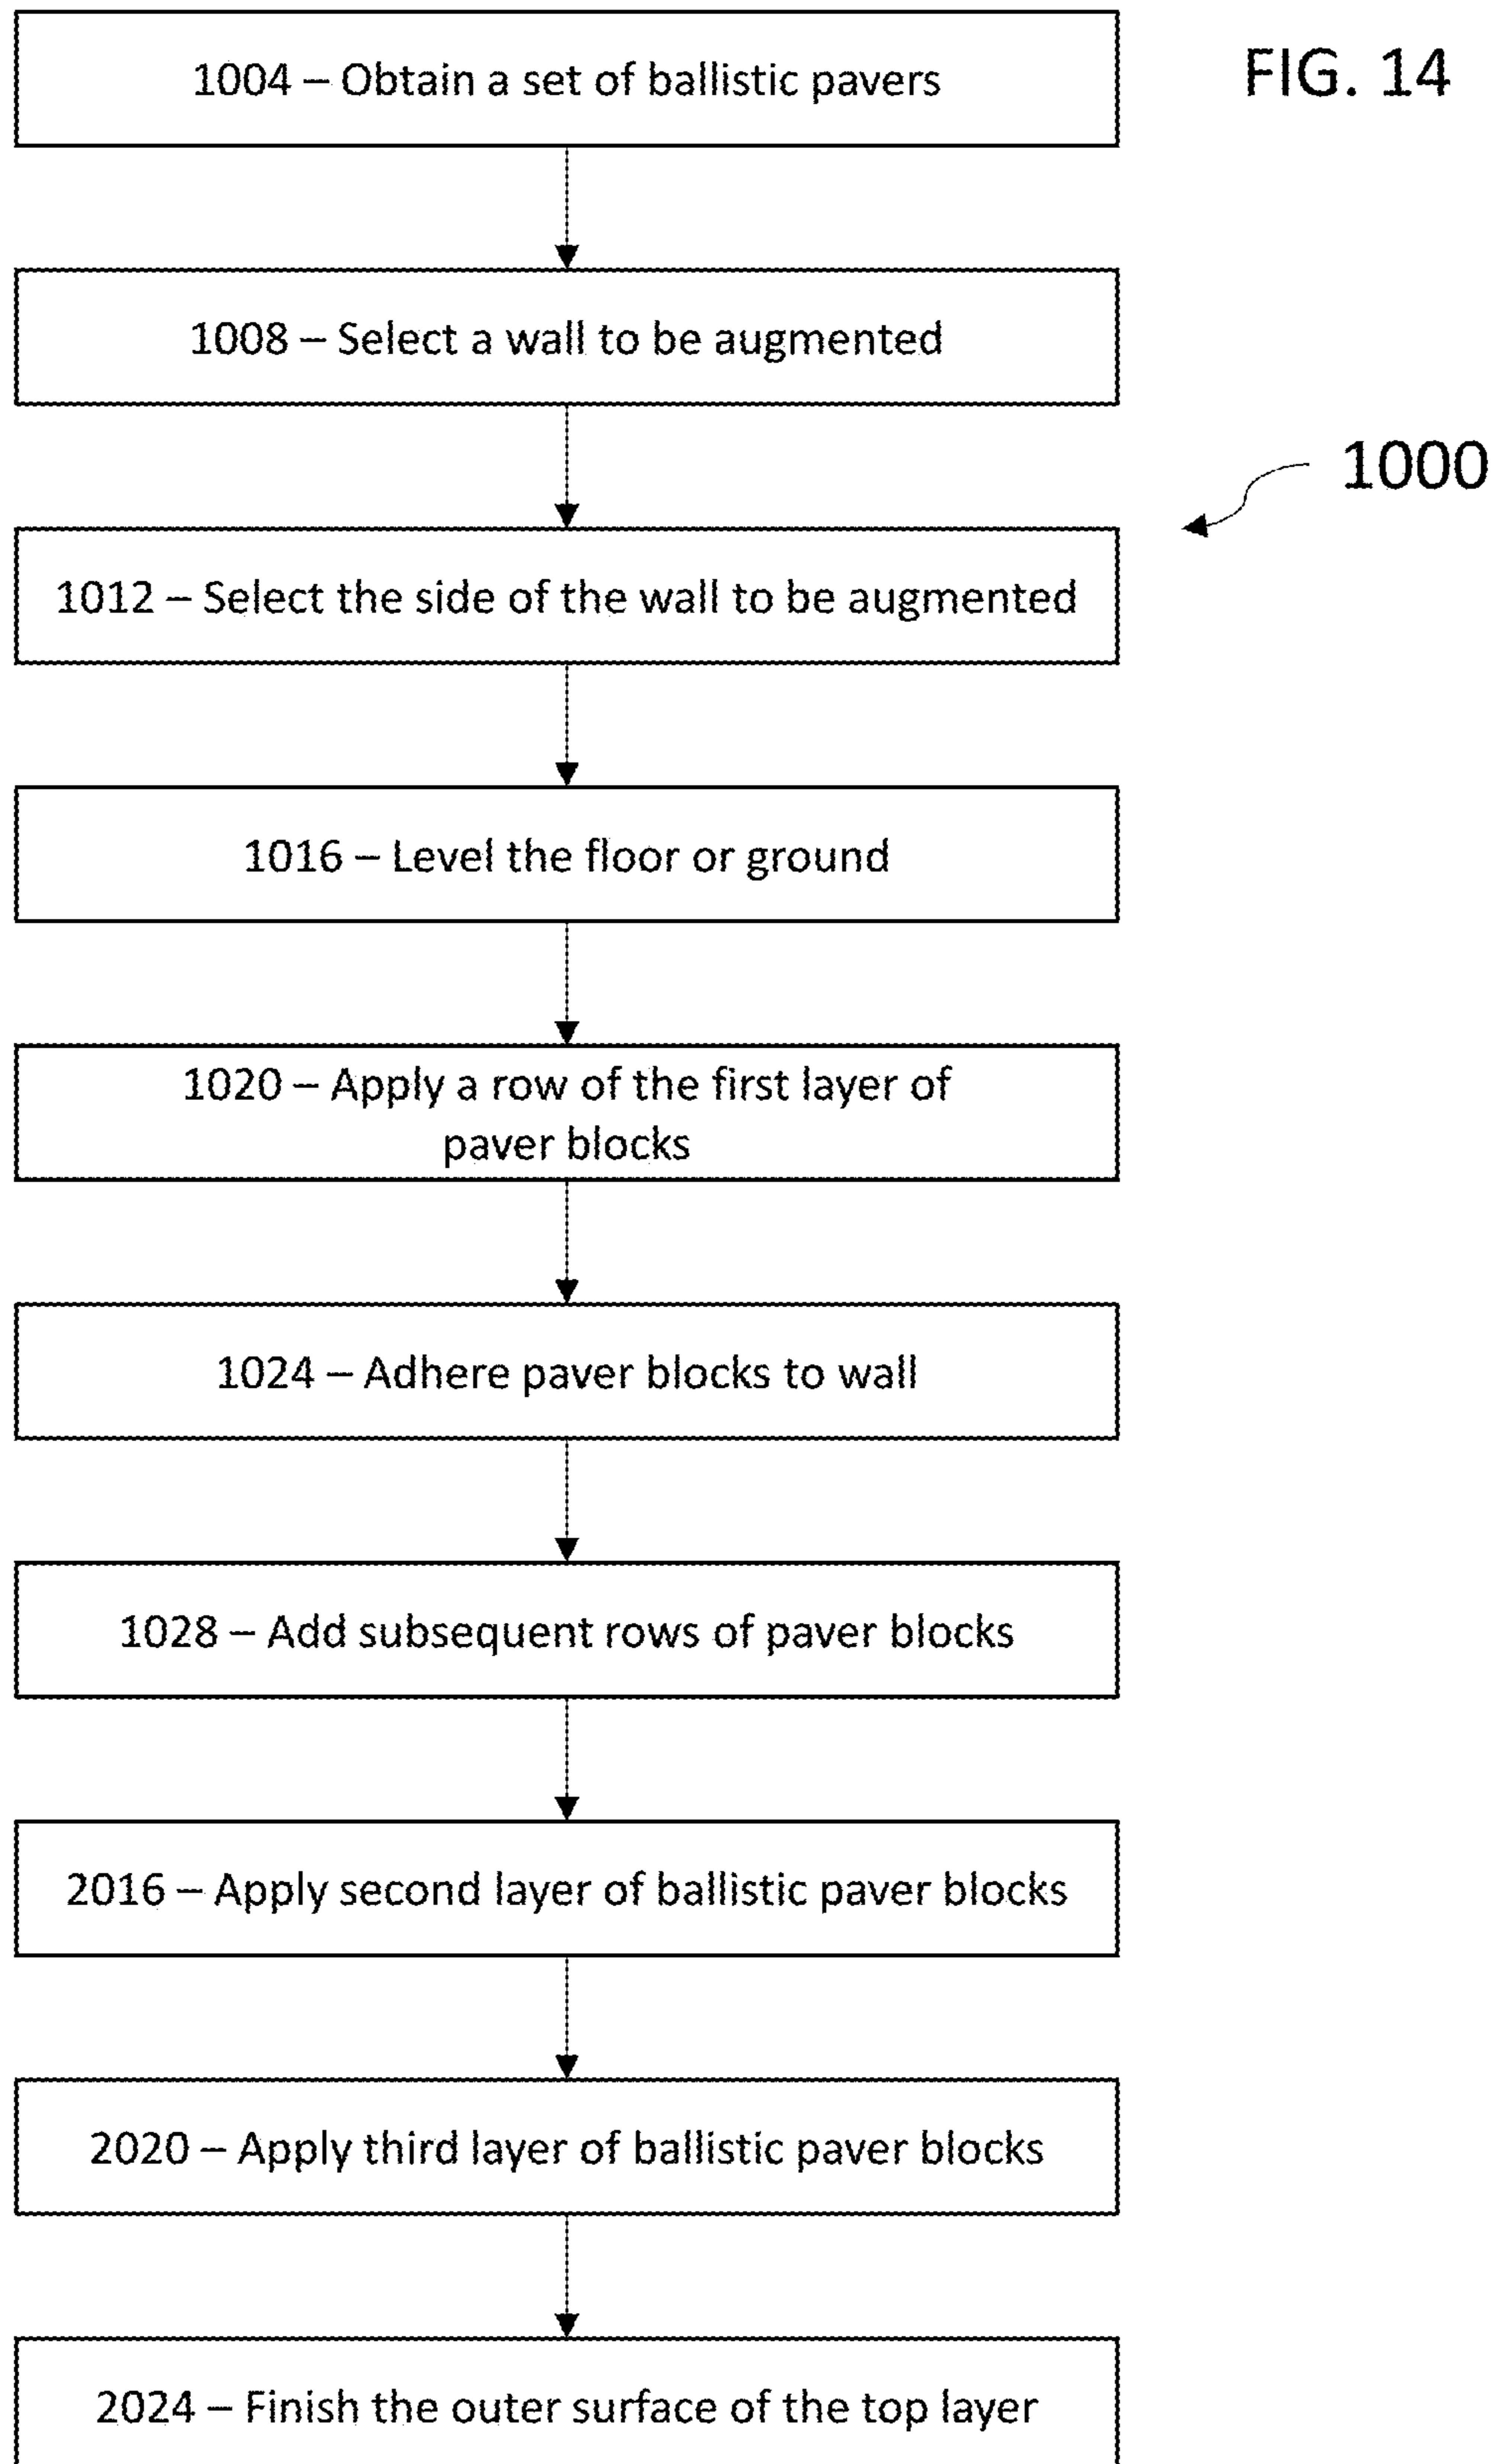 1004 – Obtain a set of ballistic pavers
FIG. 14
1008 – Select a wall to be augmented
1000
1012 – Select the side of the wall to be augmented
1016 – Level the floor or ground
1020 – Apply a row of the first layer of
paver blocks
1024 – Adhere paver blocks to wall
1028 – Add subsequent rows of paver blocks
2016 – Apply second layer of ballistic paver blocks
2020 – Apply third layer of ballistic paver blocks
2024 – Finish the outer surface of the top layer